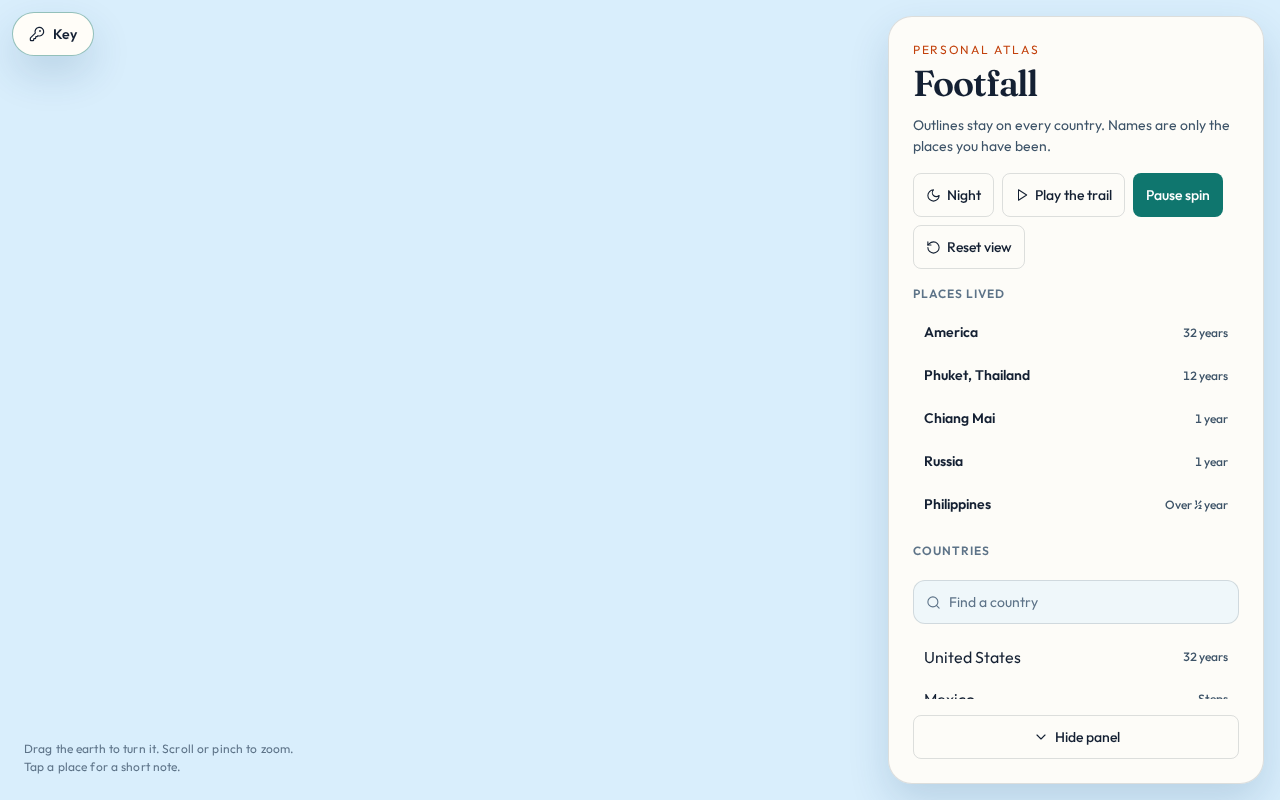 Key
PERSONAL ATLAS
Footfall
Outlines stay on every country. Names are only the
places you have been.
Night
Play the trail
Pause spin
Reset view
PLACES LIVED
America 32 years
Phuket, Thailand 12 years
Chiang Mai 1 year
Russia 1 year
Philippines Over ½ year
COUNTRIES
Find a country
United States 32 years
Mexico Stops
Hide panel
Drag the earth to turn it. Scroll or pinch to zoom.
Tap a place for a short note.